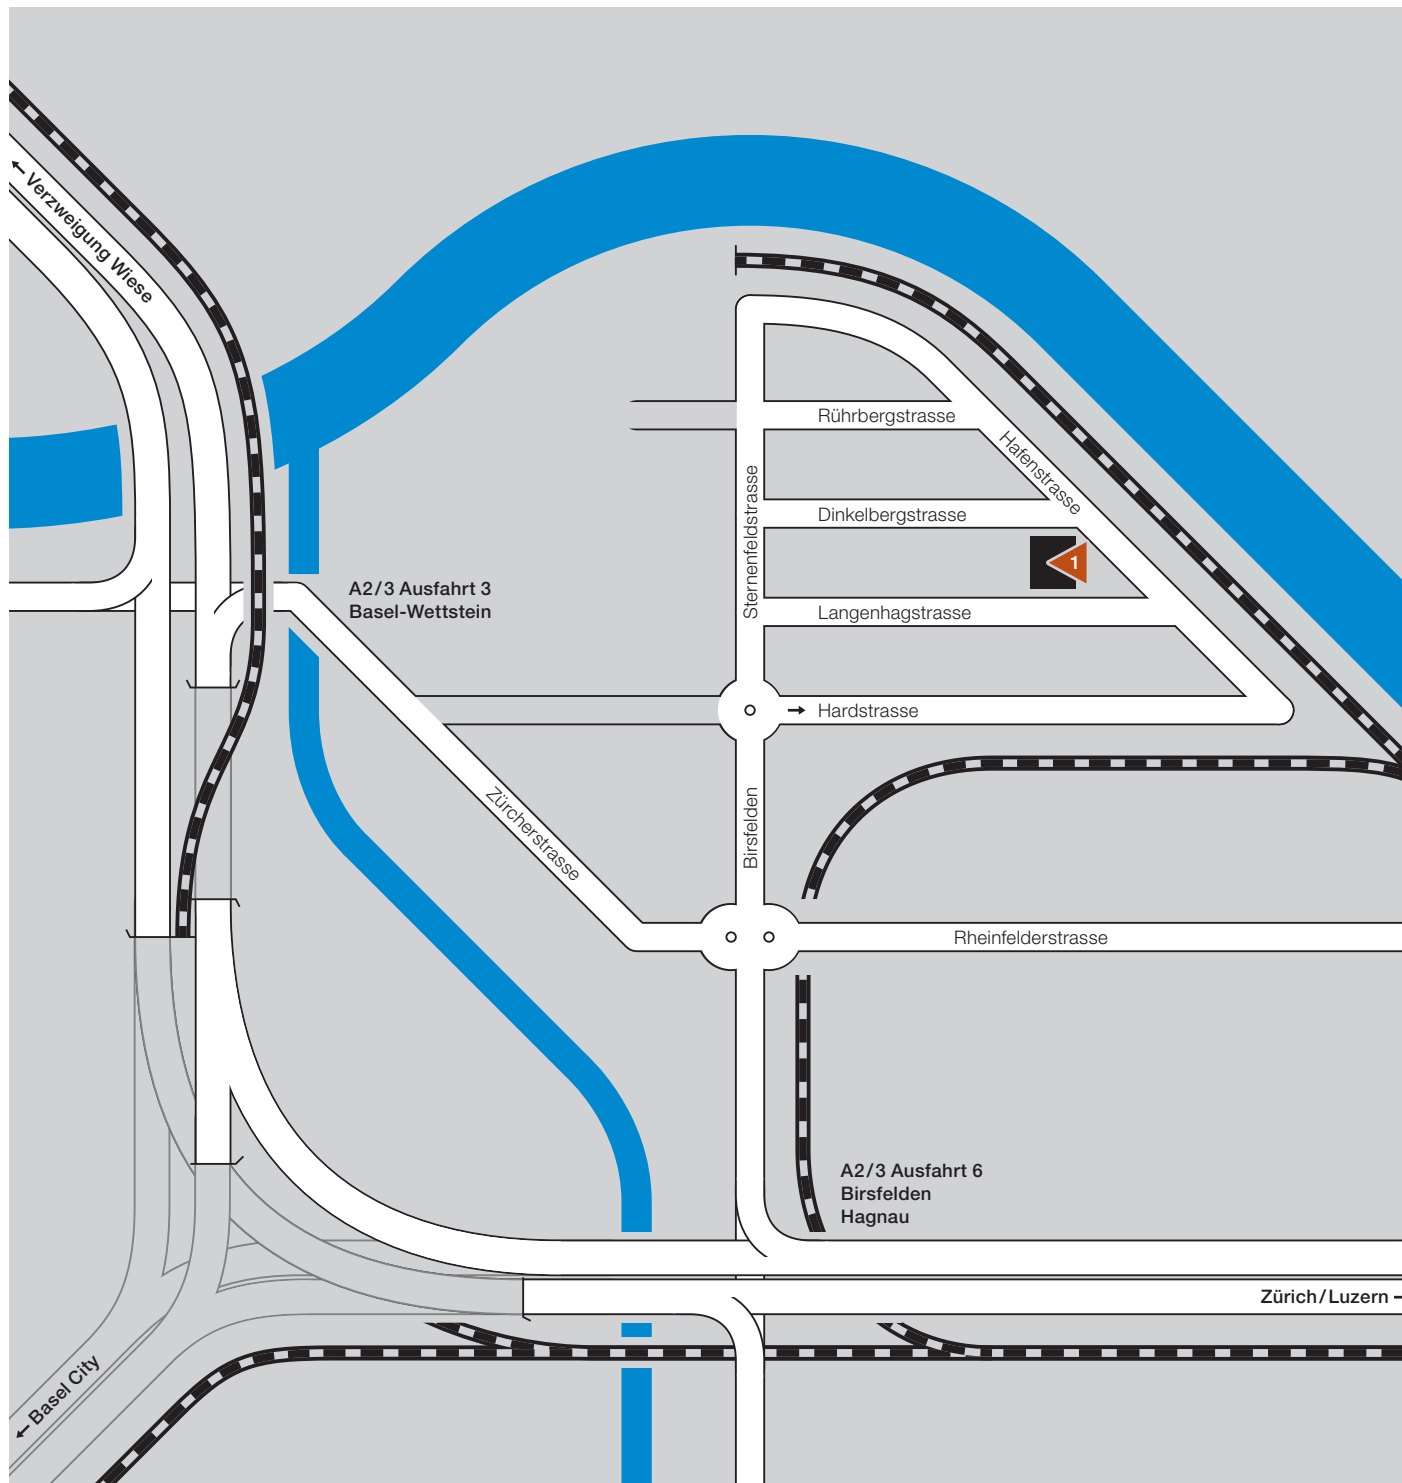 Verzweigung Wiese
Rührbergstrasse
Hafenstrasse
Sternenfeldstrasse
Dinkelbergstrasse
1
A2/3 Ausfahrt 3
Basel-Wettstein
Langenhagstrasse
Hardstrasse
Zürcherstrasse
Birsfelden
Rheinfelderstrasse
A2/3 Ausfahrt 6
Birsfelden
Hagnau
Zürich/Luzern
Basel City